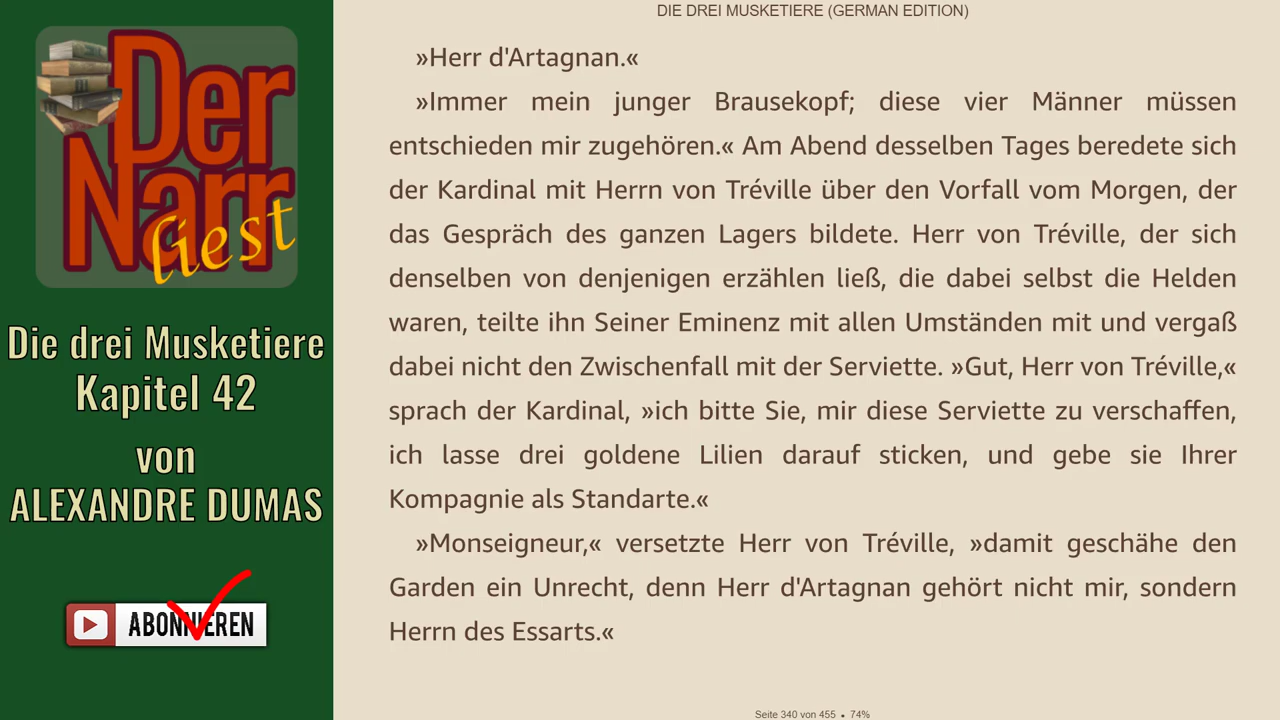 Der
Narr
liest
Die drei Musketiere
Kapitel 42
von
ALEXANDRE DUMAS
ABONNIEREN
DIE DREI MUSKETIERE (GERMAN EDITION)
»Herr d'Artagnan.«
»Immer mein junger Brausekopf; diese vier Männer müssen
entschieden mir zugehören.« Am Abend desselben Tages beredete sich
der Kardinal mit Herrn von Tréville über den Vorfall vom Morgen, der
das Gespräch des ganzen Lagers bildete. Herr von Tréville, der sich
denselben von denjenigen erzählen ließ, die dabei selbst die Helden
waren, teilte ihn Seiner Eminenz mit allen Umständen mit und vergaß
dabei nicht den Zwischenfall mit der Serviette. »Gut, Herr von Tréville,«
sprach der Kardinal, »ich bitte Sie, mir diese Serviette zu verschaffen,
ich lasse drei goldene Lilien darauf sticken, und gebe sie Ihrer
Kompagnie als Standarte.«
»Monseigneur,« versetzte Herr von Tréville, »damit geschähe den
Garden ein Unrecht, denn Herr d'Artagnan gehört nicht mir, sondern
Herrn des Essarts.«
Seite 340 von 455 • 74%